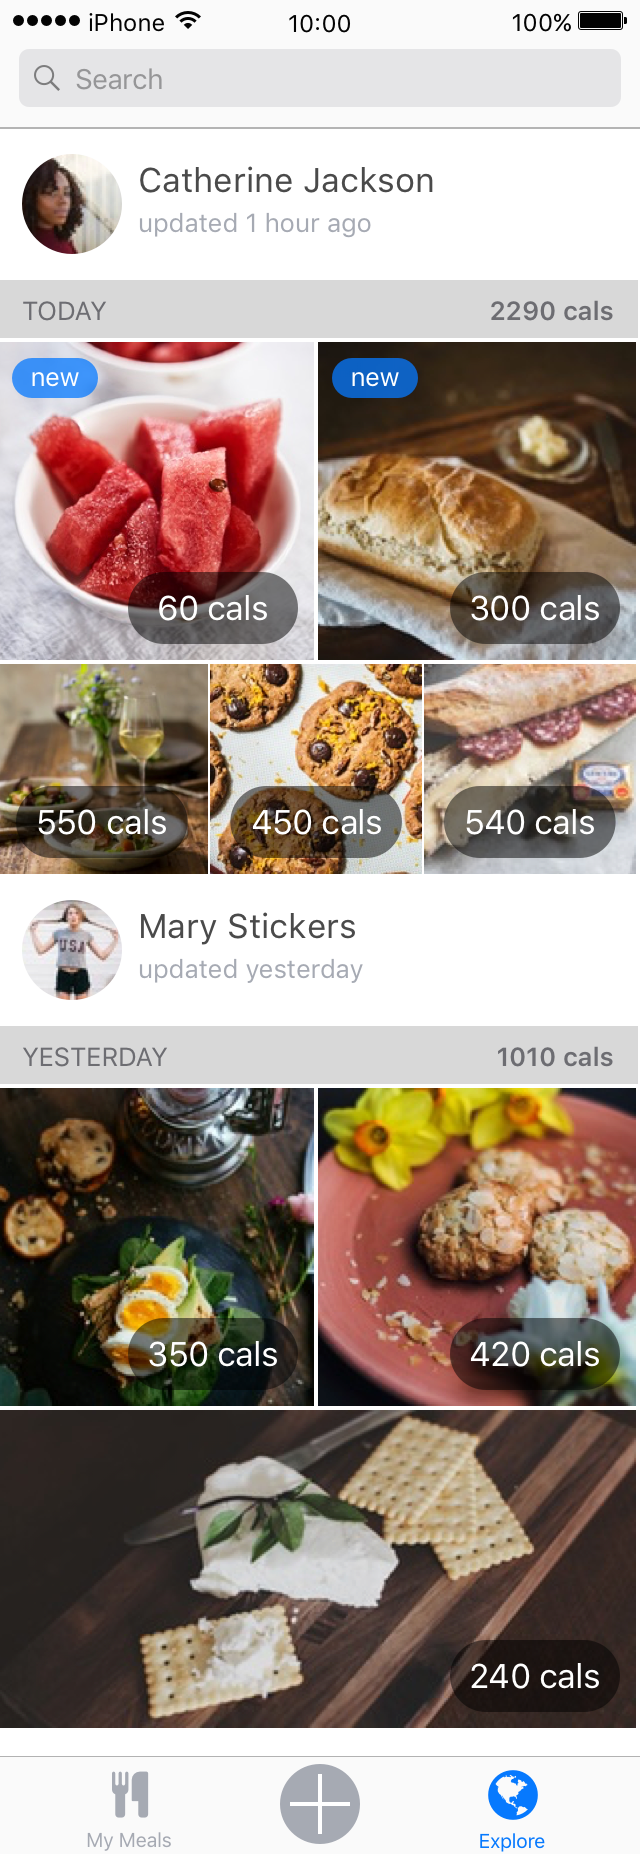 iPhone 10:00 100%
Search
Catherine Jackson
updated 1 hour ago
TODAY 2290 cals
new new
60 cals 300 cals
550 cals 450 cals 540 cals
USA
Mary Stickers
updated yesterday
YESTERDAY 1010 cals
350 cals 420 cals
240 cals
My Meals Explore